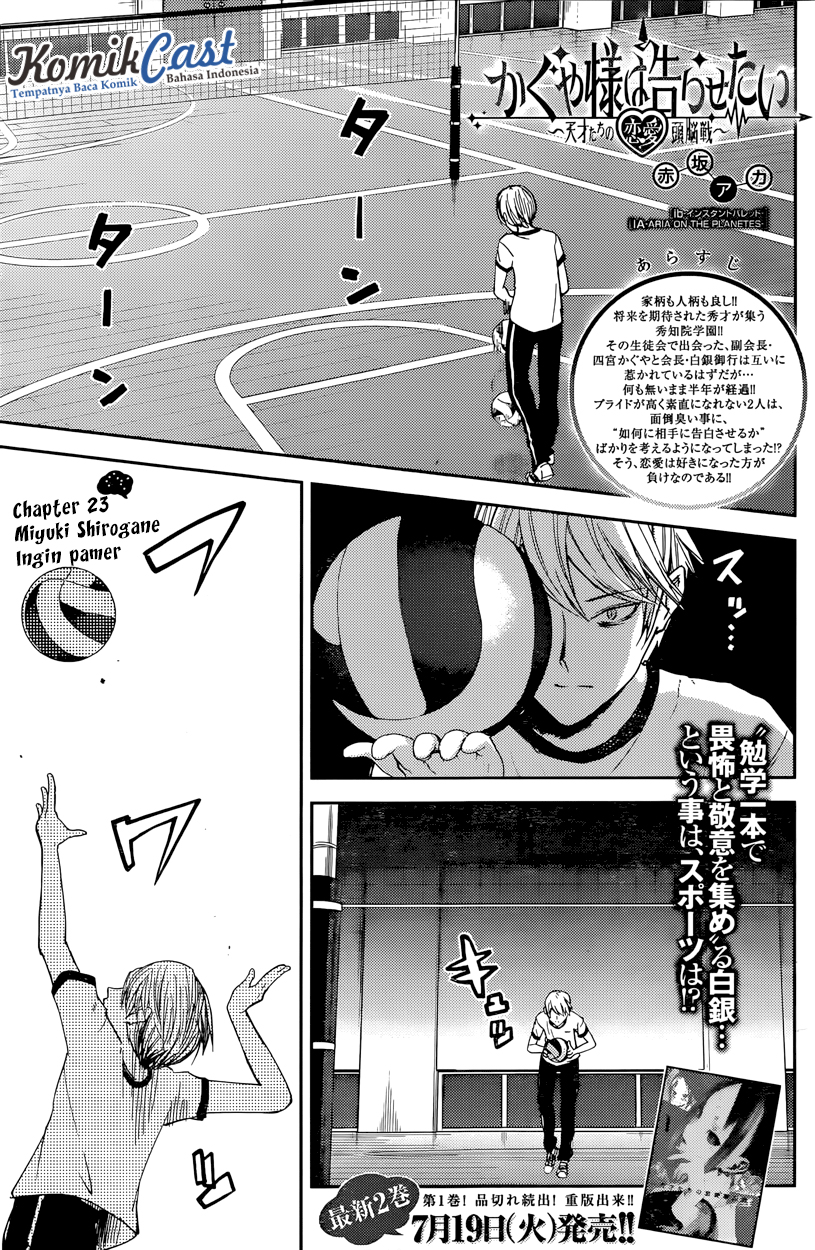 KomikCast
Tempatnya Baca Komik Bahasa Indonesia
かぐや様は告らせたい
～天才たちの恋愛頭脳戦～
赤坂アカ
ib-インスタントバレット-
IA-ARIA ON THE PLANETES-
あらすじ
家柄も人柄も良し!!
将来を期待された秀才が集う
秀知院学園!!
その生徒会で出会った、副会長・
四宮かぐやと会長・白銀御行は互いに
惹かれているはずだが…
何も無いまま半年が経過!!
プライドが高く素直になれない2人は、
面倒臭い事に、
“如何に相手に告白させるか”
ばかりを考えるようになってしまった!?
そう、恋愛は好きになった方が
負けなのである!!
ターン
ターン
Chapter 23
Miyuki Shirogane
Ingin pamer
スッ…
〝勉学一本で
畏怖と敬意を集め〟る白銀…
という事は、スポーツは!?
キュッ
最新2巻
第1巻! 品切れ続出! 重版出来!!
7月19日(火)発売!!